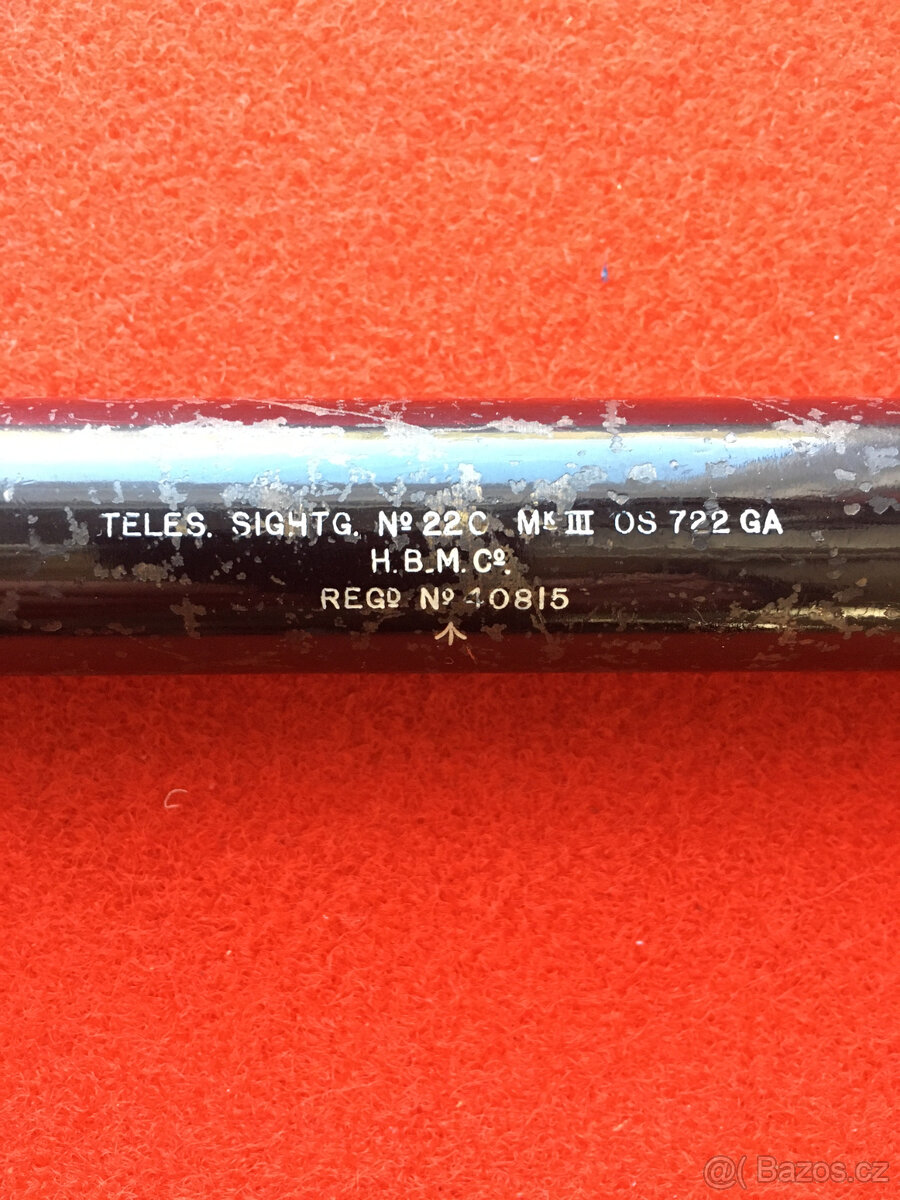 TELES. SIGHTG. Nº 22C MK III OS 722 GA
H.B.M.Cº.
REGD Nº 40815
@( Bazos.cz